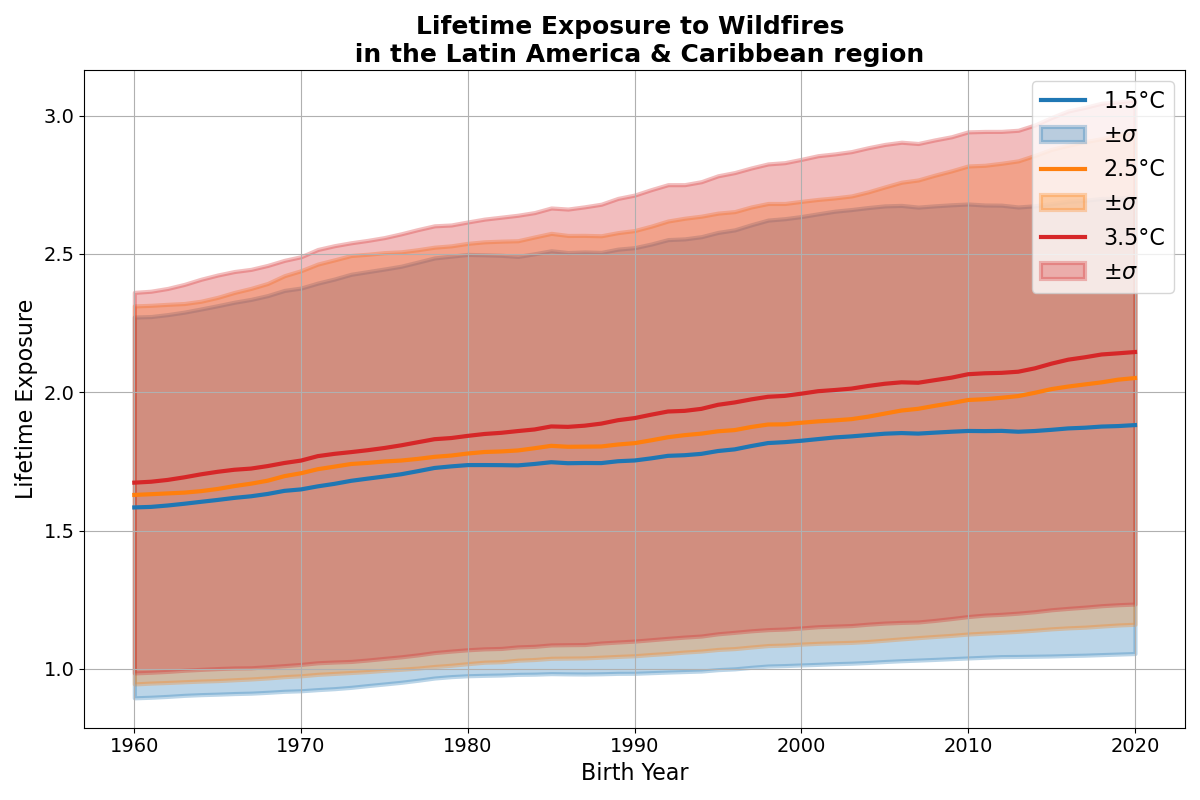 Lifetime Exposure to Wildfires
in the Latin America & Caribbean region
Lifetime Exposure
3.0
2.5
2.0
1.5
1.0
1960
1970
1980
1990
2000
2010
2020
Birth Year
1.5°C
±σ
2.5°C
±σ
3.5°C
±σ